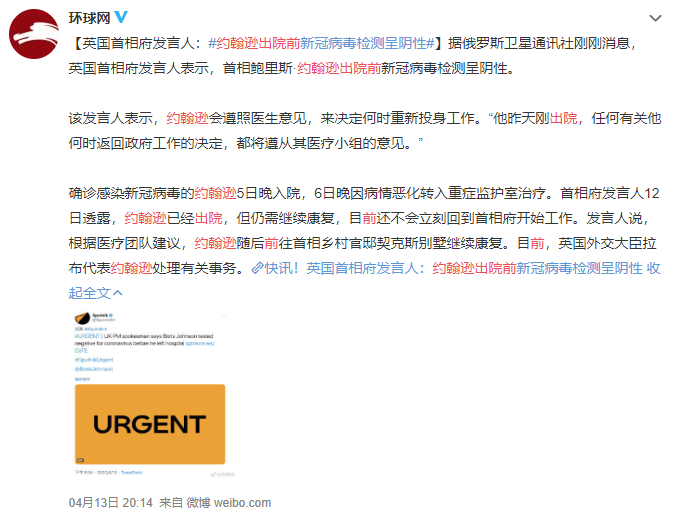 环球网
【英国首相府发言人：#约翰逊出院前新冠病毒检测呈阴性#】据俄罗斯卫星通讯社刚刚消息，
英国首相府发言人表示，首相鲍里斯·约翰逊出院前新冠病毒检测呈阴性。
该发言人表示，约翰逊会遵照医生意见，来决定何时重新投身工作。“他昨天刚出院，任何有关他
何时返回政府工作的决定，都将遵从其医疗小组的意见。”
确诊感染新冠病毒的约翰逊5日晚入院，6日晚因病情恶化转入重症监护室治疗。首相府发言人12
日透露，约翰逊已经出院，但仍需继续康复，目前还不会立刻回到首相府开始工作。发言人说，
根据医疗团队建议，约翰逊随后前往首相乡村官邸契克斯别墅继续康复。目前，英国外交大臣拉
布代表约翰逊处理有关事务。快讯！英国首相府发言人：约翰逊出院前新冠病毒检测呈阴性 收
起全文
Sputnik
#URGENT | UK PM spokesman says Boris Johnson tested
negative for coronavirus before he left hospital
#SputnikUrgent
@BorisJohnson
URGENT
04月13日 20:14 来自 微博 weibo.com